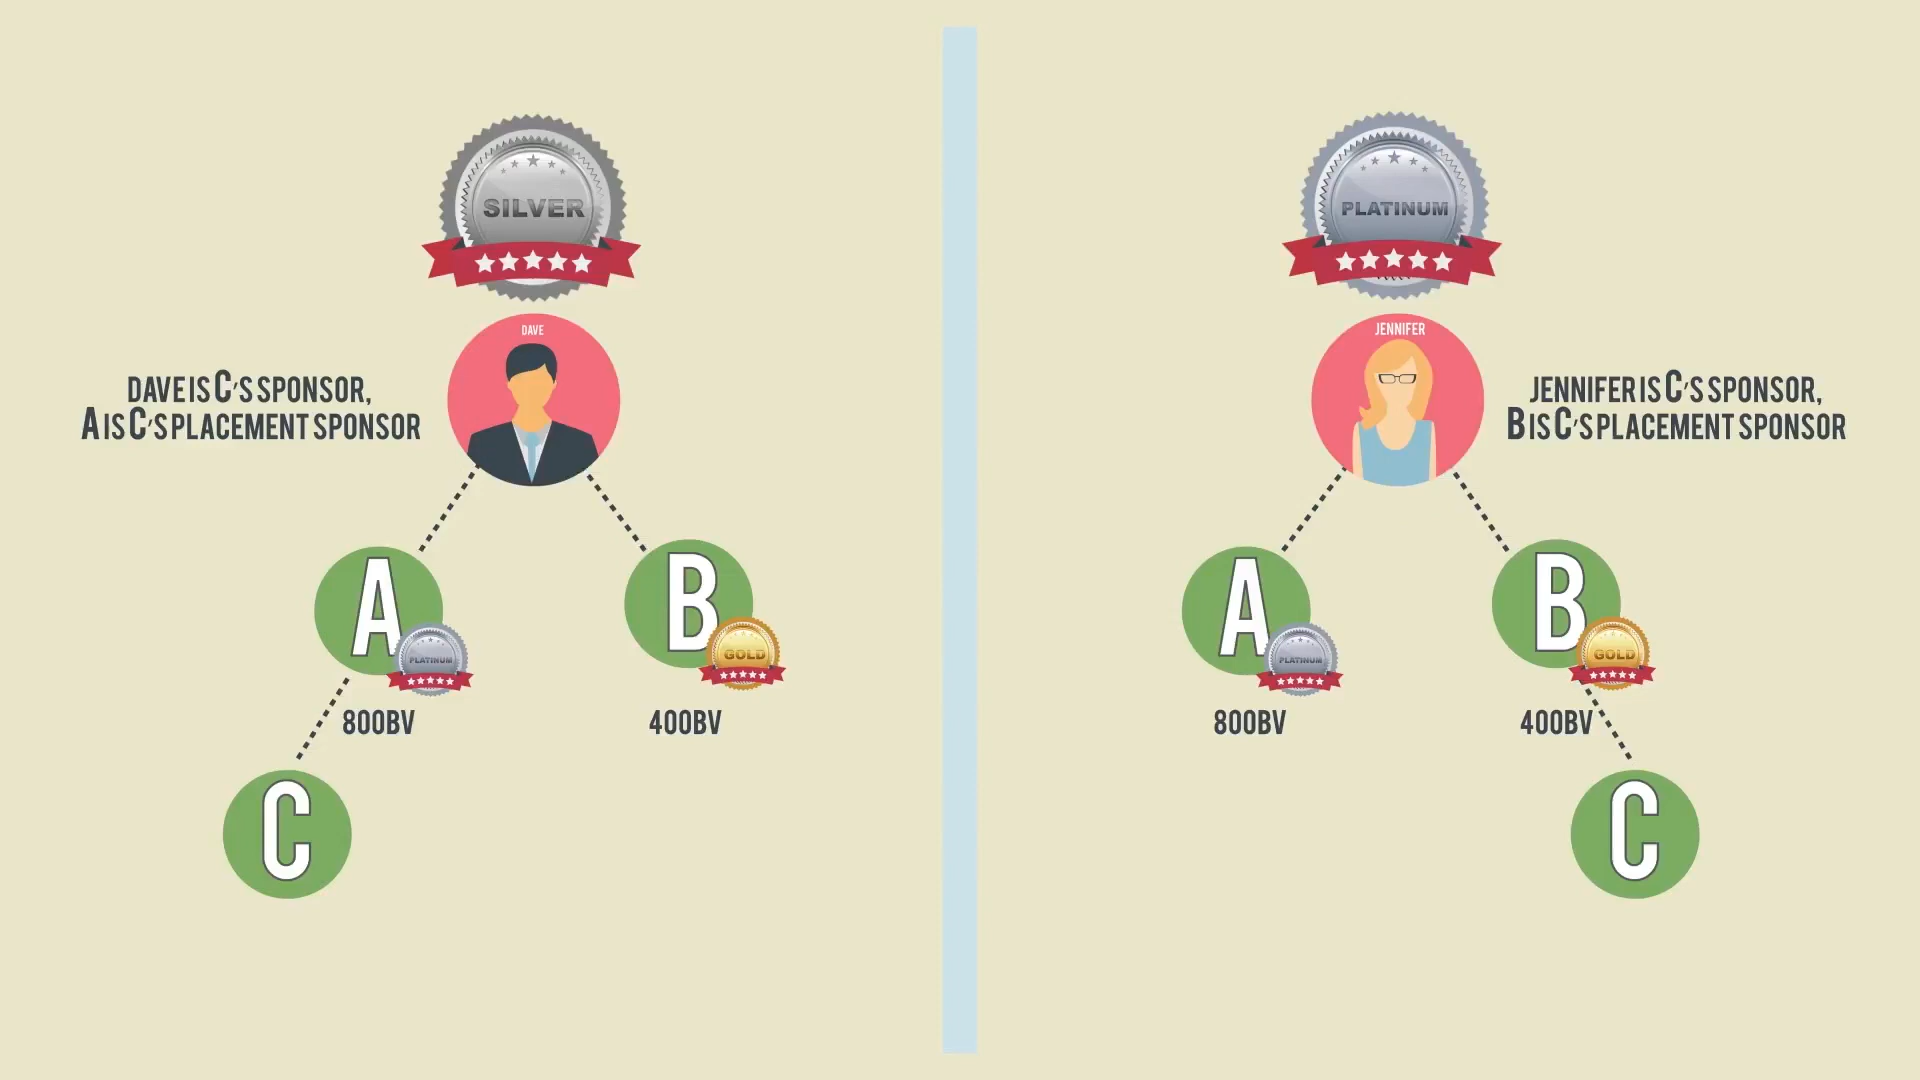 SILVER
DAVE
DAVE IS C'S SPONSOR,
A IS C'S PLACEMENT SPONSOR
A
PLATINUM
800BV
B
GOLD
400BV
C
PLATINUM
JENNIFER
JENNIFER IS C'S SPONSOR,
B IS C'S PLACEMENT SPONSOR
A
PLATINUM
800BV
B
GOLD
400BV
C